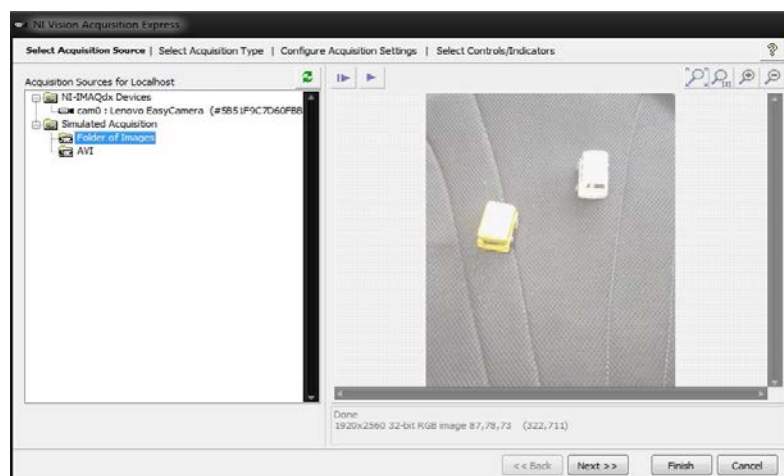 NI Vision Acquisition Express
Select Acquisition Source | Select Acquisition Type | Configure Acquisition Settings | Select Controls/Indicators
Acquisition Sources for Localhost
NI-IMAQdx Devices
cam0 : Lenovo EasyCamera (#5B51F9C7D60FBB
Simulated Acquisition
Folder of Images
AVI
Done
1920x2560 32-bit RGB image 87,78,73 (322,711)
<< Back Next >> Finish Cancel